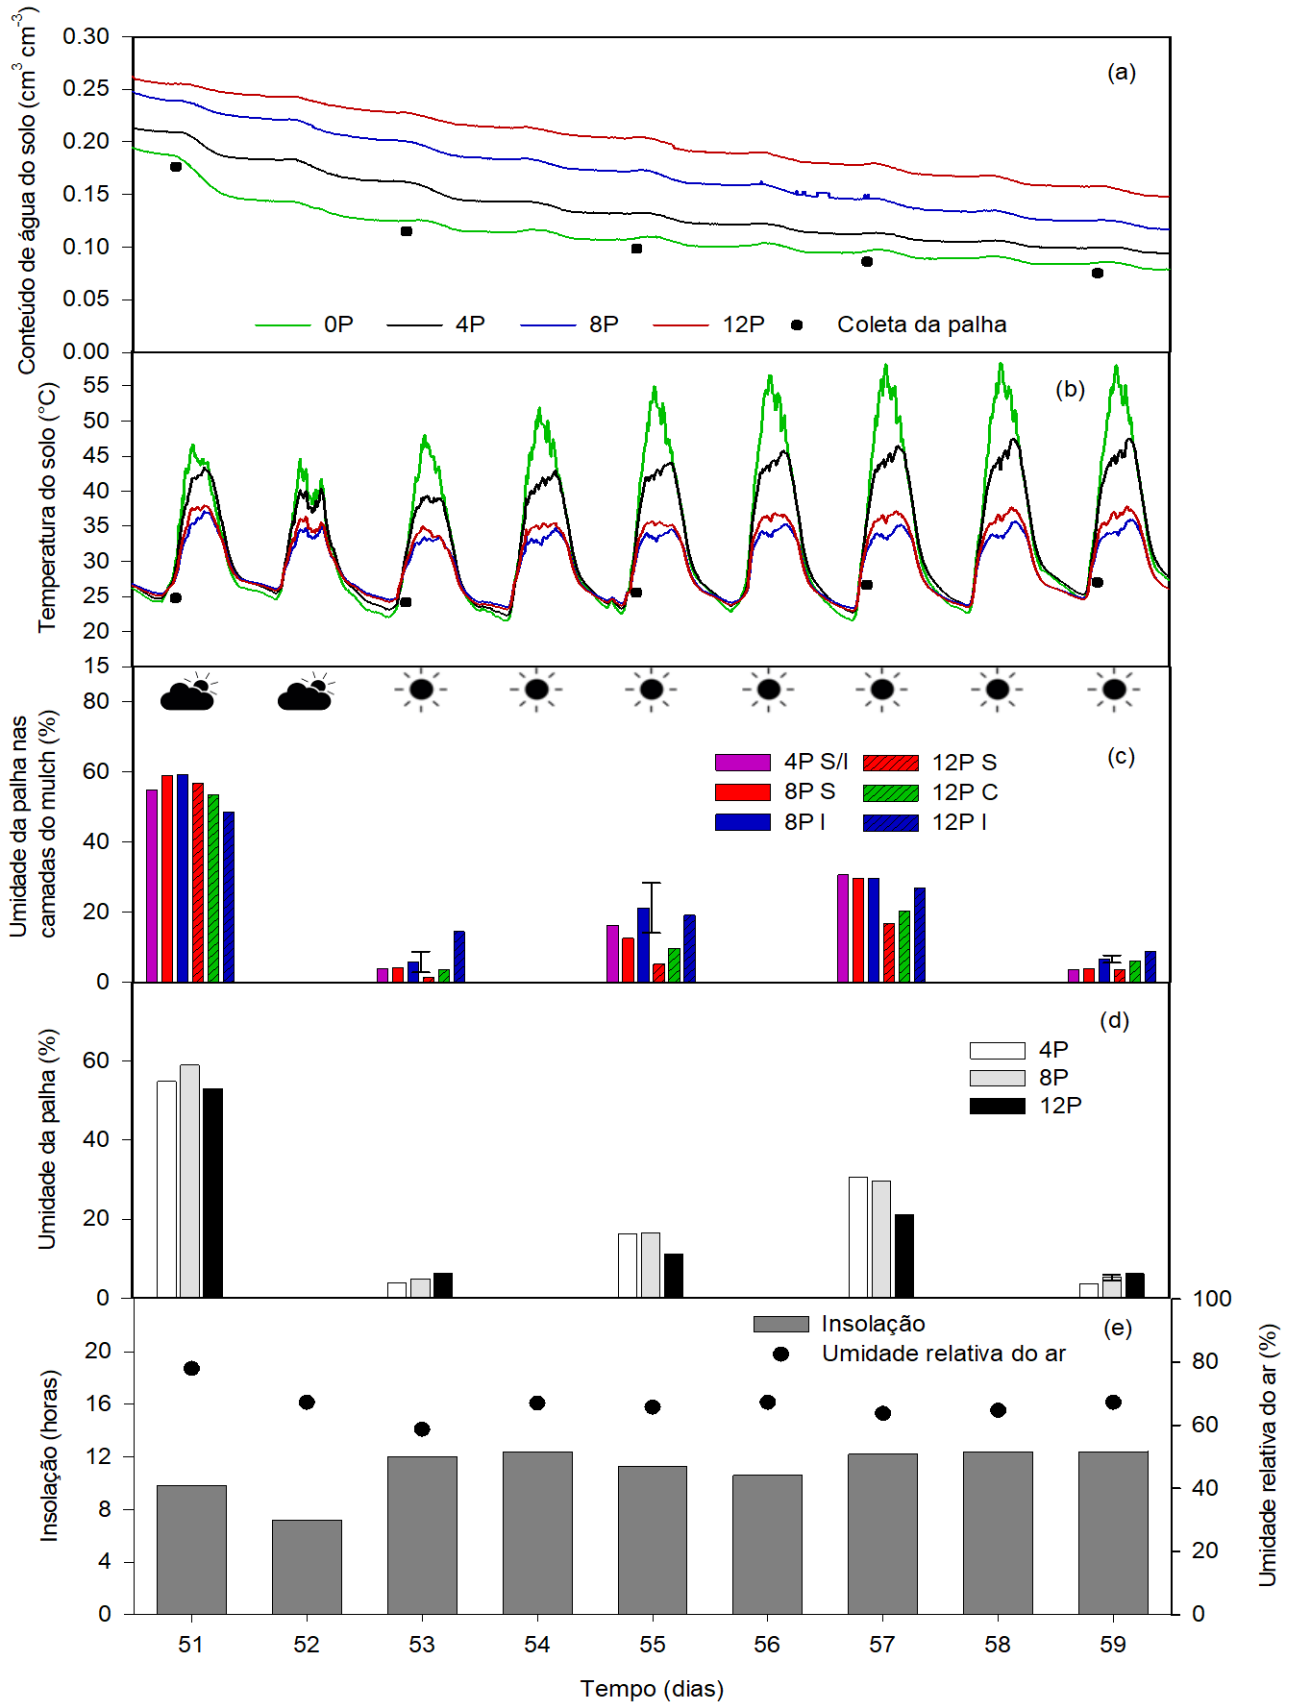 Conteúdo de água do solo (cm³ cm⁻³)
0.30
0.25
0.20
0.15
0.10
0.05
0.00
(a)
0P 4P 8P 12P Coleta da palha
Temperatura do solo (°C)
55
50
45
40
35
30
25
20
15
(b)
Umidade da palha nas
camadas do mulch (%)
80
60
40
20
0
(c)
4P S/I 12P S
8P S 12P C
8P I 12P I
Umidade da palha (%)
60
40
20
0
(d)
4P
8P
12P
Insolação (horas)
20
16
12
8
4
0
(e)
Insolação
Umidade relativa do ar
100
80
60
40
20
0
Umidade relativa do ar (%)
51 52 53 54 55 56 57 58 59
Tempo (dias)